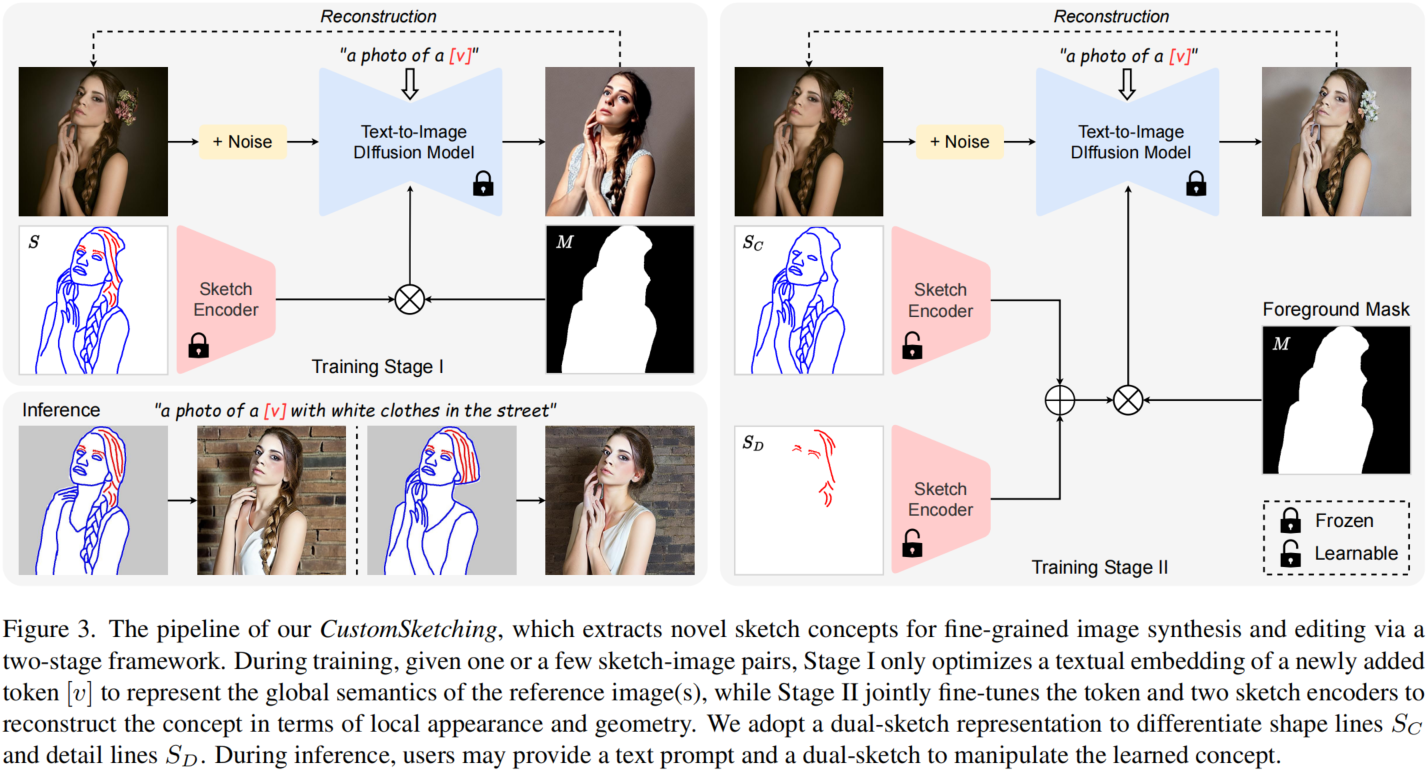 Reconstruction
"a photo of a [v]"
+ Noise
Text-to-Image
DIffusion Model
S
Sketch
Encoder
M
Training Stage I
Inference
"a photo of a [v] with white clothes in the street"
Reconstruction
"a photo of a [v]"
+ Noise
Text-to-Image
DIffusion Model
S_C
Sketch
Encoder
Foreground Mask
M
S_D
Sketch
Encoder
Training Stage II
Frozen
Learnable
Figure 3. The pipeline of our CustomSketching, which extracts novel sketch concepts for fine-grained image synthesis and editing via a
two-stage framework. During training, given one or a few sketch-image pairs, Stage I only optimizes a textual embedding of a newly added
token [v] to represent the global semantics of the reference image(s), while Stage II jointly fine-tunes the token and two sketch encoders to
reconstruct the concept in terms of local appearance and geometry. We adopt a dual-sketch representation to differentiate shape lines S_C
and detail lines S_D. During inference, users may provide a text prompt and a dual-sketch to manipulate the learned concept.